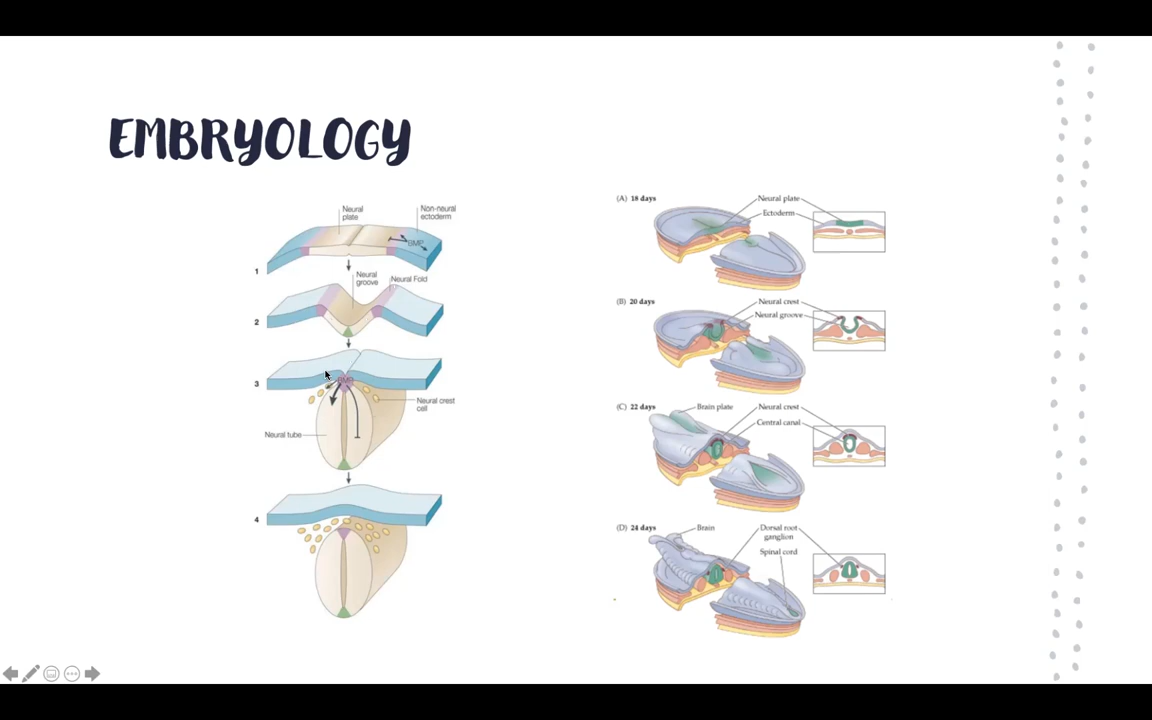 EMBRYOLOGY
Neural
plate
Non-neural
ectoderm
BMP
1
Neural
groove
Neural Fold
2
3
BMP
Neural crest
cell
Neural tube
4
(A) 18 days
Neural plate
Ectoderm
(B) 20 days
Neural crest
Neural groove
(C) 22 days
Brain plate
Neural crest
Central canal
(D) 24 days
Brain
Dorsal root
ganglion
Spinal cord